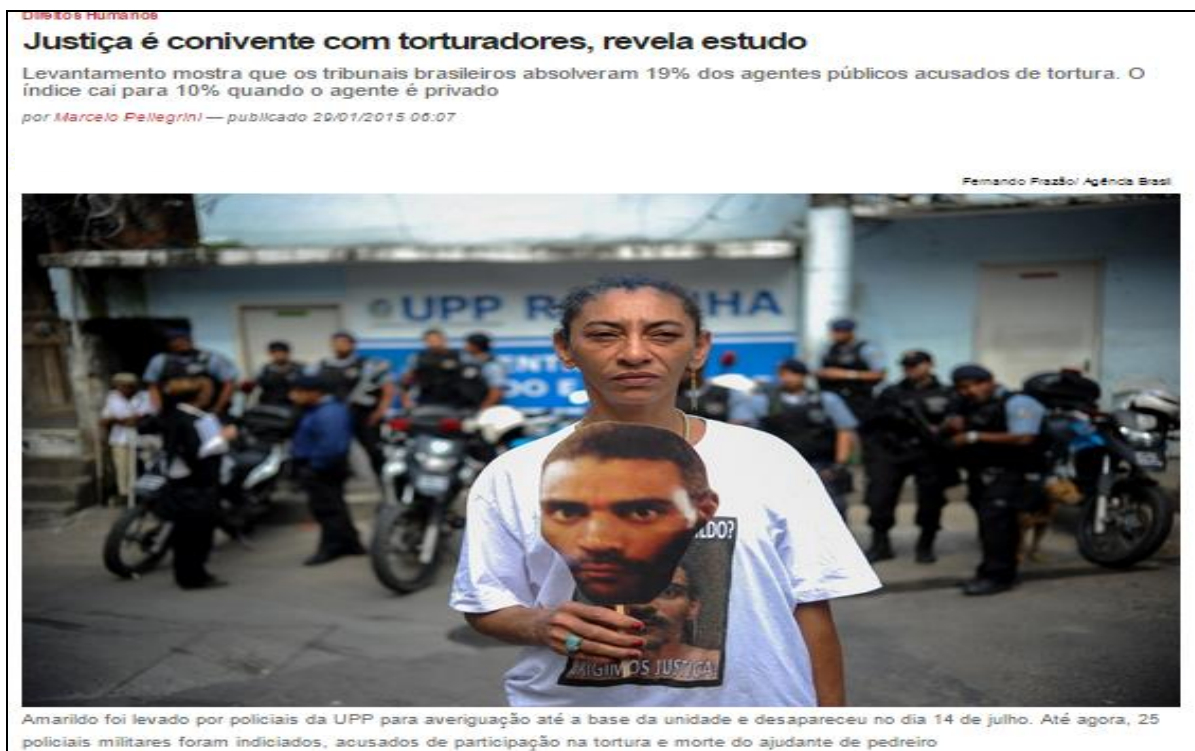 Direitos Humanos
Justiça é conivente com torturadores, revela estudo
Levantamento mostra que os tribunais brasileiros absolveram 19% dos agentes públicos acusados de tortura. O
índice cai para 10% quando o agente é privado
por Marcelo Pellegrini — publicado 29/01/2015 06:07
Fernando Frazão/ Agência Brasil
UPP R HA
ENT
DO E
LDO?
EXIGIMOS JUSTIÇA
Amarildo foi levado por policiais da UPP para averiguação até a base da unidade e desapareceu no dia 14 de julho. Até agora, 25
policiais militares foram indiciados, acusados de participação na tortura e morte do ajudante de pedreiro